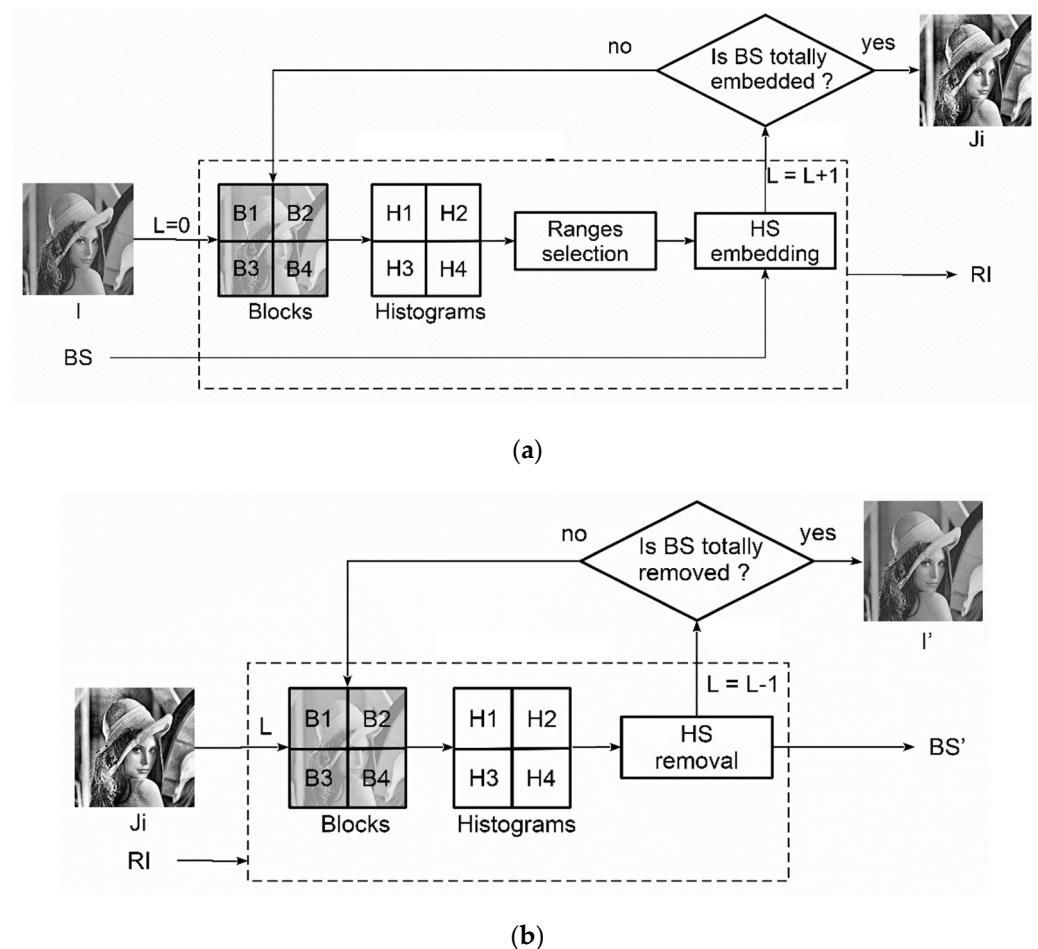 no
Is BS totally
embedded ?
yes
Ji
L = L+1
I
L=0
B1 B2
B3 B4
Blocks
H1 H2
H3 H4
Histograms
Ranges
selection
HS
embedding
RI
BS
(a)
no
Is BS totally
removed ?
yes
I'
L = L-1
Ji
L
B1 B2
B3 B4
Blocks
H1 H2
H3 H4
Histograms
HS
removal
BS'
RI
(b)